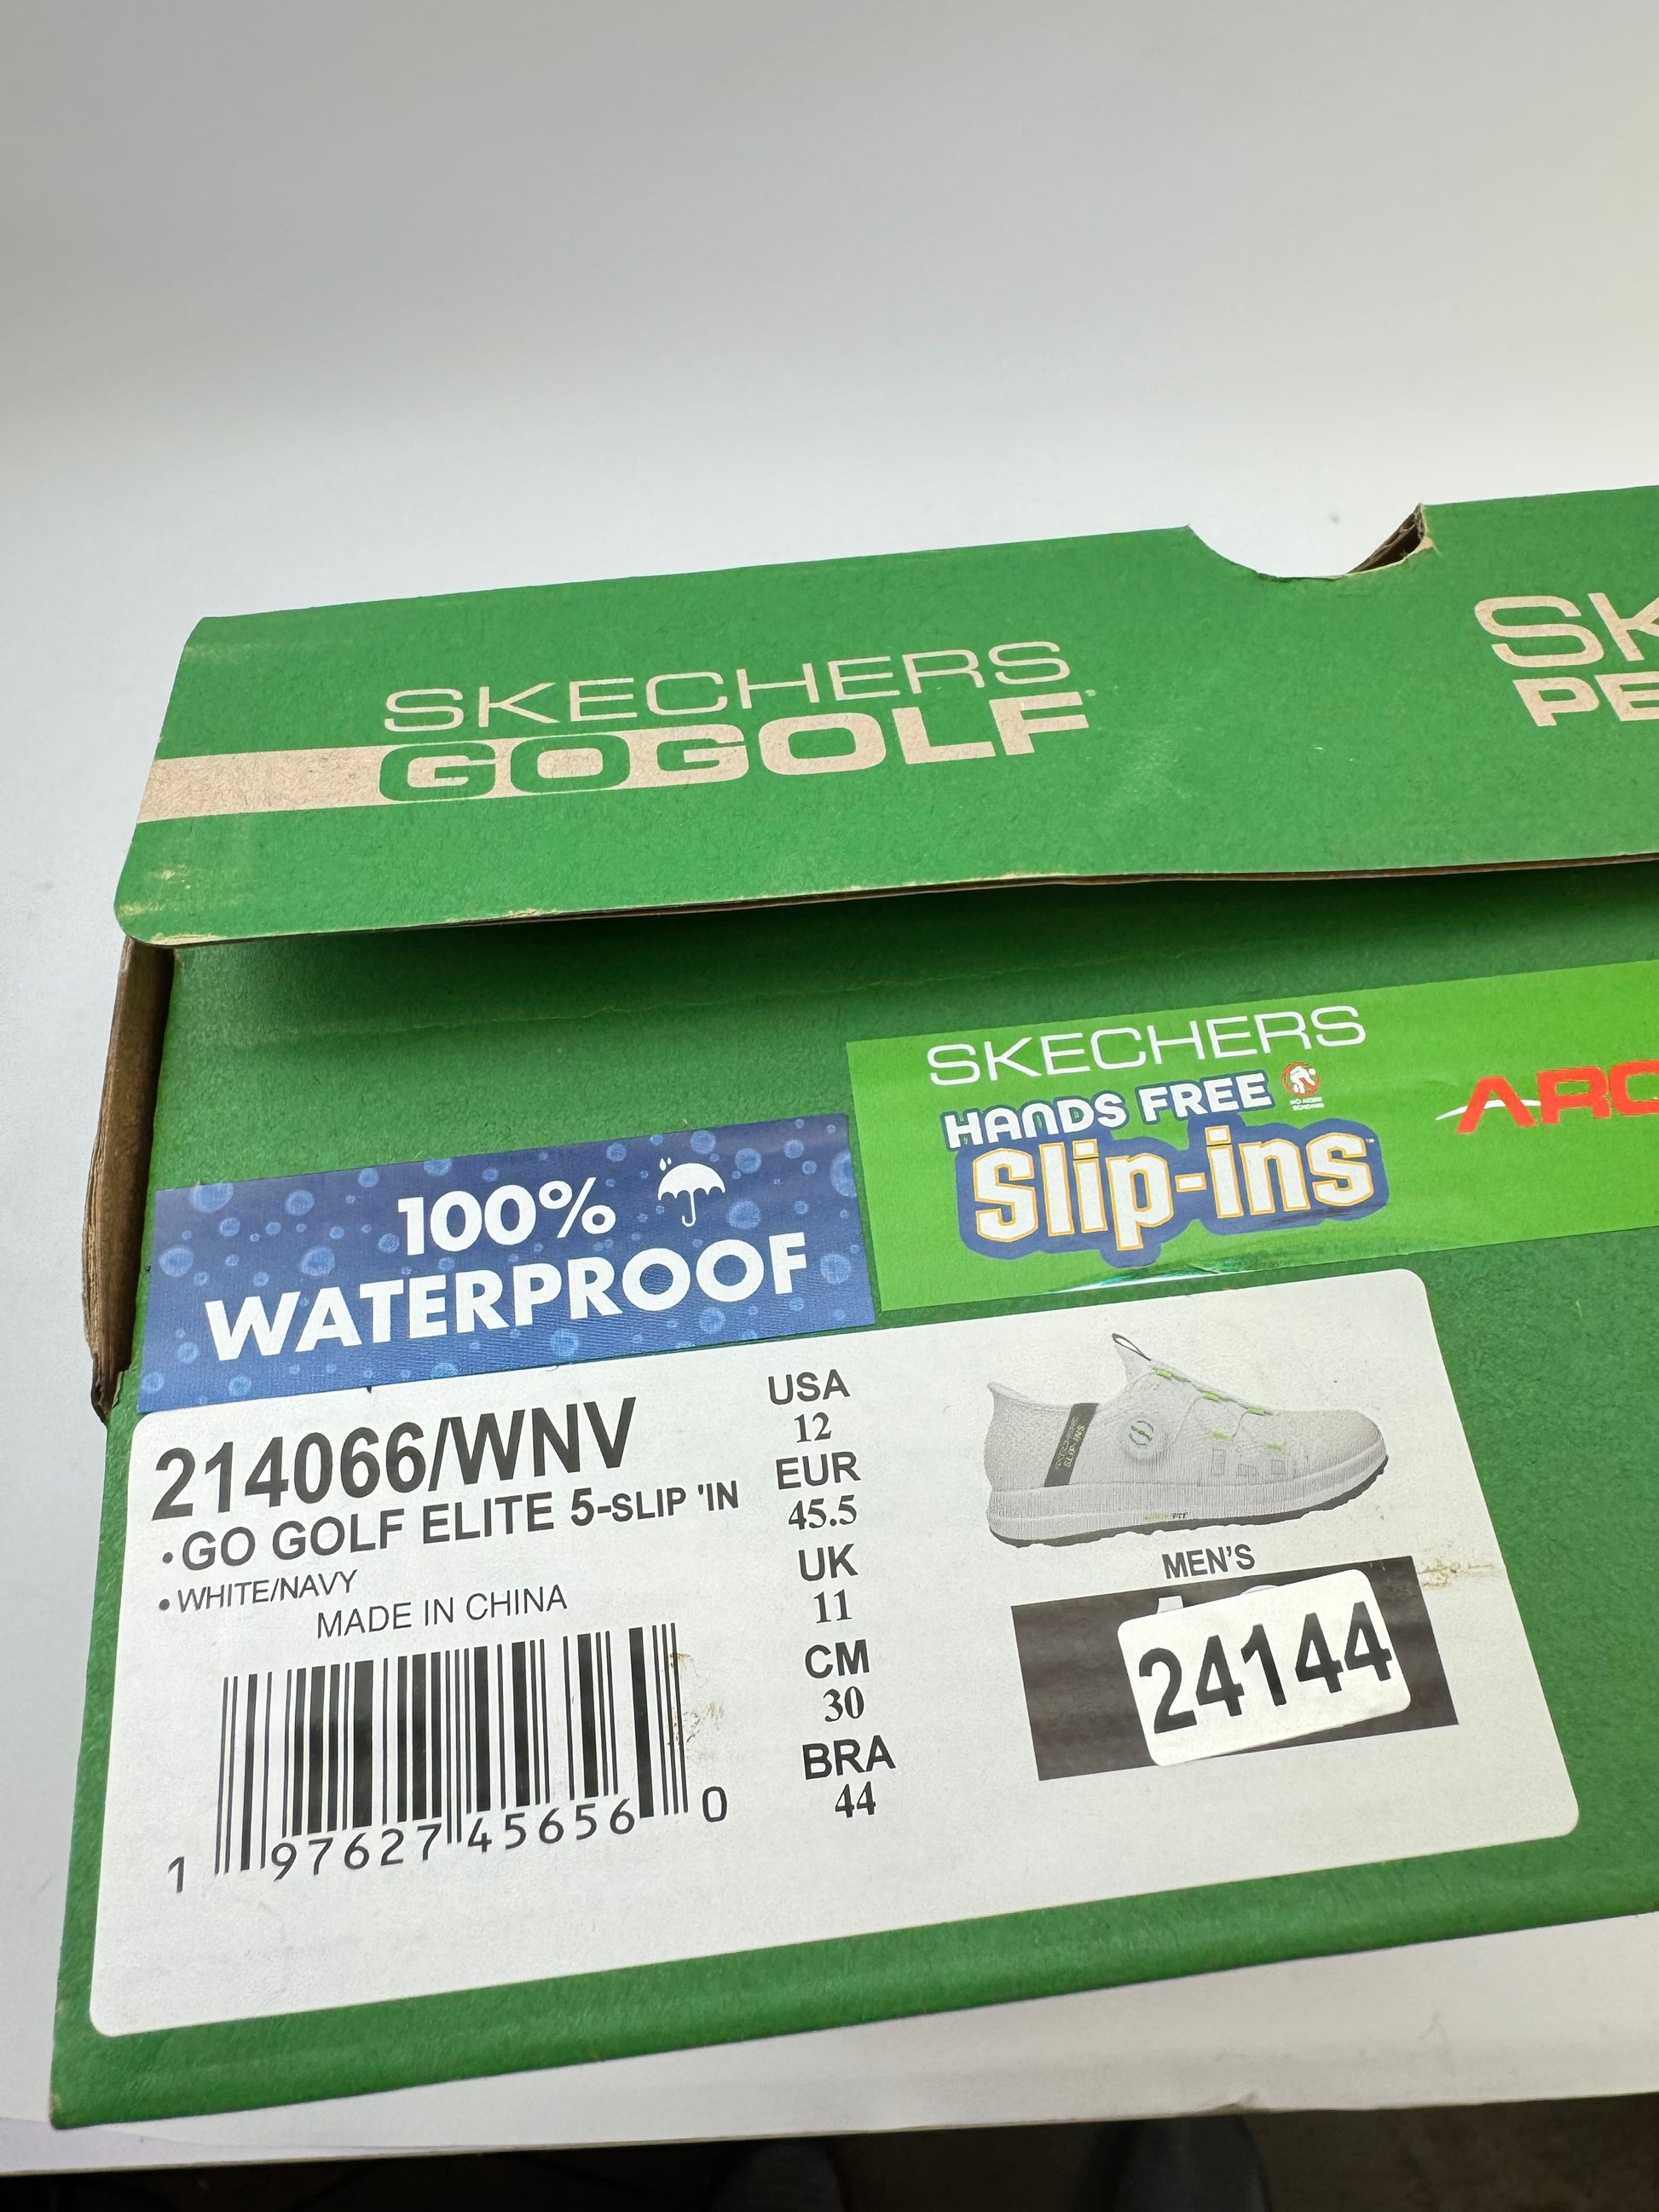 SKECHERS
GOGOLF
SK
PE
SKECHERS
HANDS FREE
Slip-ins
ARC
100%
WATERPROOF
214066/WNV
•GO GOLF ELITE 5-SLIP 'IN
•WHITE/NAVY
MADE IN CHINA
1 97627 45656 0
USA
12
EUR
45.5
UK
11
CM
30
BRA
44
MEN'S
24144